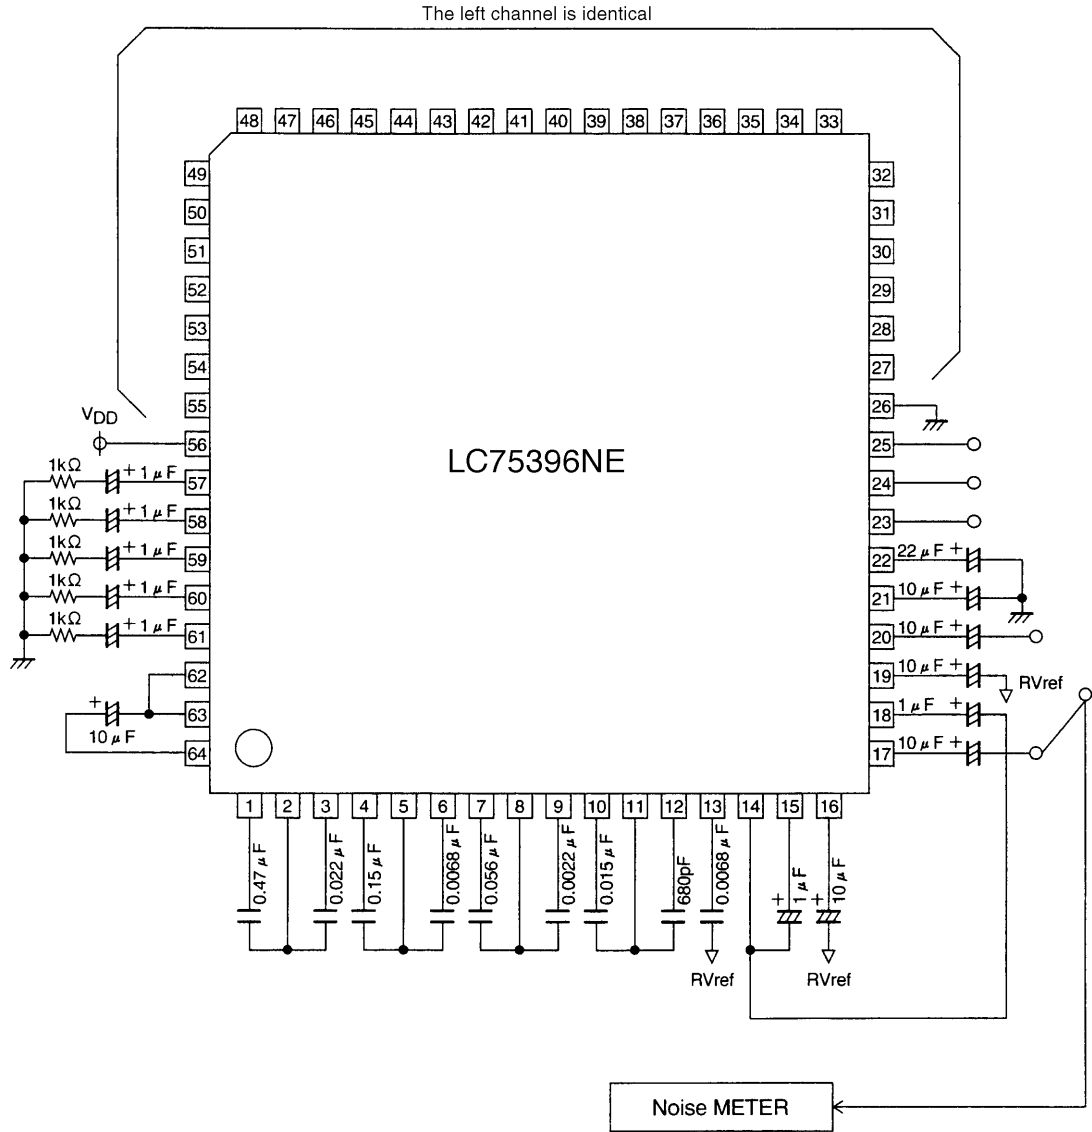 The left channel is identical
48 47 46 45 44 43 42 41 40 39 38 37 36 35 34 33
49 32
50 31
51 30
52 29
53 28
54 27
55 26
VDD 56 25
1kΩ + 1 μF 57 24
1kΩ + 1 μF 58 23
1kΩ + 1 μF 59 22 22 μF +
1kΩ + 1 μF 60 21 10 μF +
1kΩ + 1 μF 61 20 10 μF +
62 19 10 μF + RVref
+ 10 μF 63 18 1 μF +
64 17 10 μF +
LC75396NE
1 2 3 4 5 6 7 8 9 10 11 12 13 14 15 16
0.47 μF 0.022 μF 0.15 μF 0.0068 μF 0.056 μF 0.0022 μF 0.015 μF 680pF 0.0068 μF + 1 μF + 10 μF
RVref RVref
Noise METER